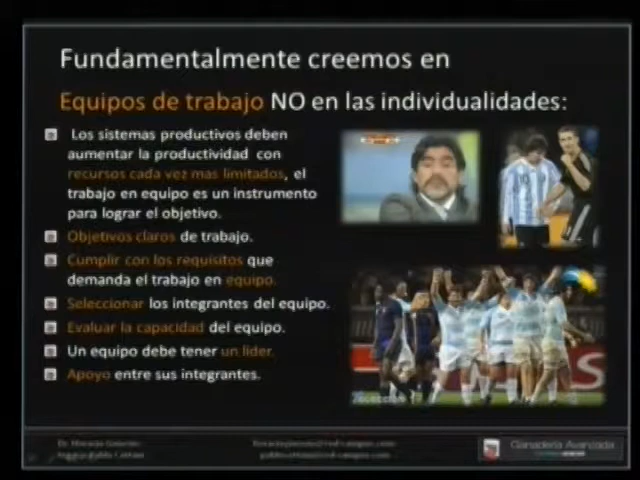 Fundamentalmente creemos en
Equipos de trabajo NO en las individualidades:
Los sistemas productivos deben
aumentar la productividad con
recursos cada vez mas limitados, el
trabajo en equipo es un instrumento
para lograr el objetivo.
Objetivos claros de trabajo.
Cumplir con los requisitos que
demanda el trabajo en equipo.
Seleccionar los integrantes del equipo.
Evaluar la capacidad del equipo.
Un equipo debe tener un lider.
Apoyo entre sus integrantes.
10
Ganadería Avanzada